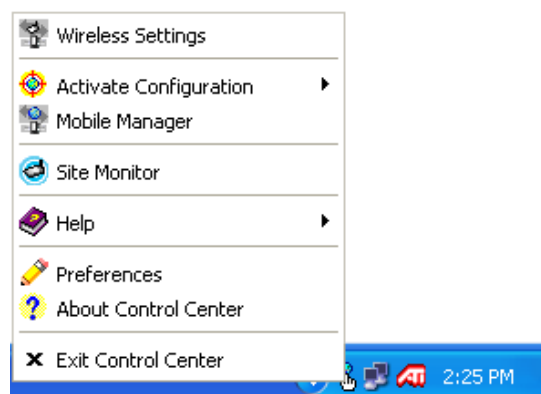 Wireless Settings
Activate Configuration
Mobile Manager
Site Monitor
Help
Preferences
About Control Center
Exit Control Center
ATI 2:25 PM